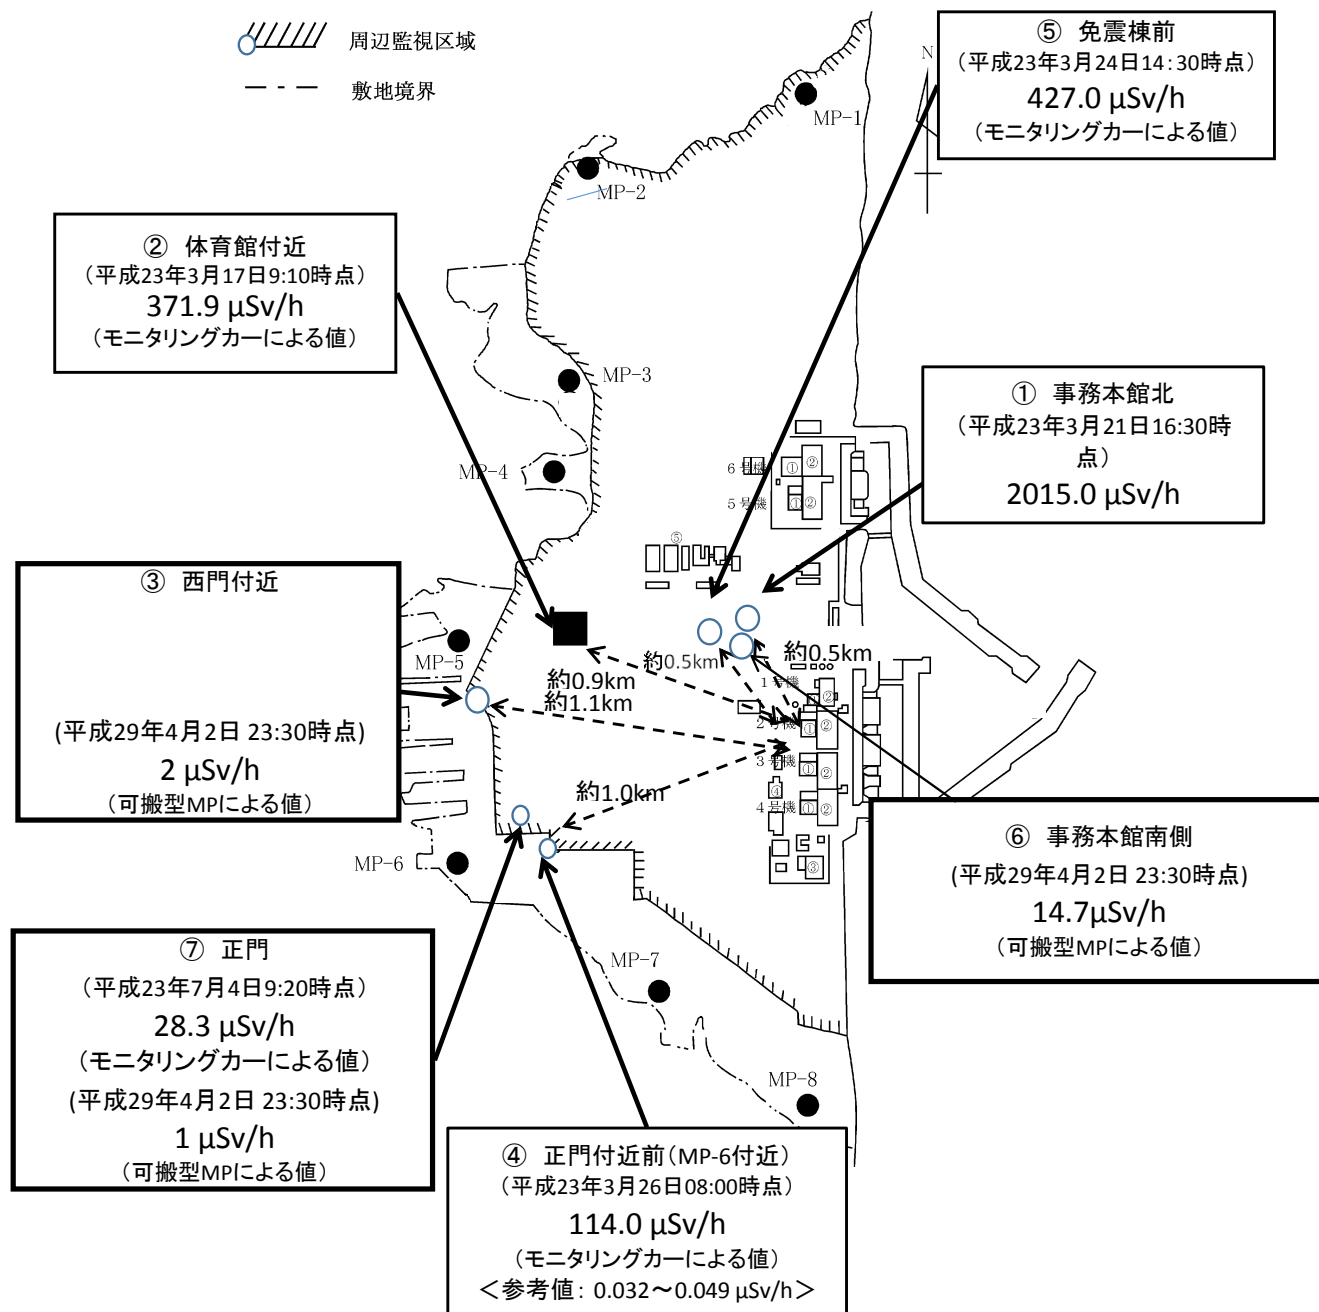 周辺監視区域
敷地境界
N
⑤ 免震棟前
（平成23年3月24日14：30時点）
427.0 μSv/h
（モニタリングカーによる値）
MP-1
MP-2
② 体育館付近
（平成23年3月17日9:10時点）
371.9 μSv/h
（モニタリングカーによる値）
MP-3
MP-4
① 事務本館北
（平成23年3月21日16:30時
点）
2015.0 μSv/h
6号機
①
②
5号機
①
②
⑤
③ 西門付近
(平成29年4月2日 23:30時点)
2 μSv/h
（可搬型MPによる値）
MP-5
約0.9km
約1.1km
約0.5km
約0.5km
1号機
②
2号機
①
②
3号機
①
②
④
4号機
①
②
③
約1.0km
MP-6
⑥ 事務本館南側
(平成29年4月2日 23:30時点)
14.7μSv/h
（可搬型MPによる値）
⑦ 正門
（平成23年7月4日9:20時点）
28.3 μSv/h
（モニタリングカーによる値）
(平成29年4月2日 23:30時点)
1 μSv/h
（可搬型MPによる値）
MP-7
MP-8
④ 正門付近前（MP-6付近）
（平成23年3月26日08:00時点）
114.0 μSv/h
（モニタリングカーによる値）
＜参考値：0.032～0.049 μSv/h＞